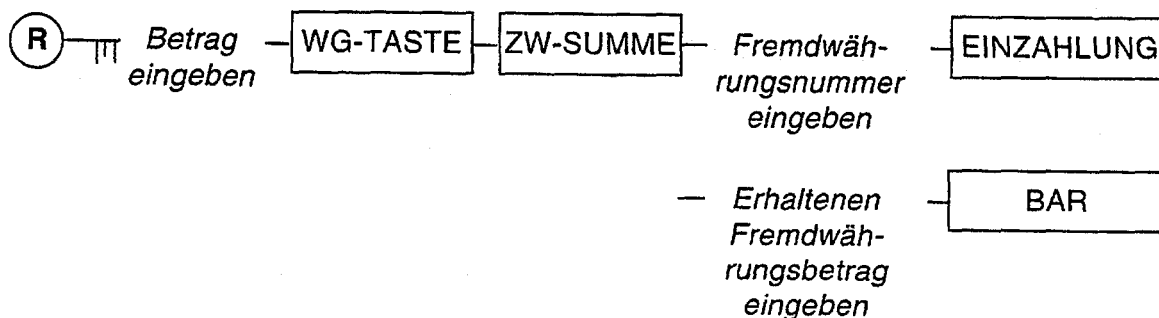 R Betrag eingeben WG-TASTE ZW-SUMME Fremdwäh-
rungsnummer
eingeben
EINZAHLUNG
Erhaltenen
Fremdwäh-
rungsbetrag
eingeben
BAR